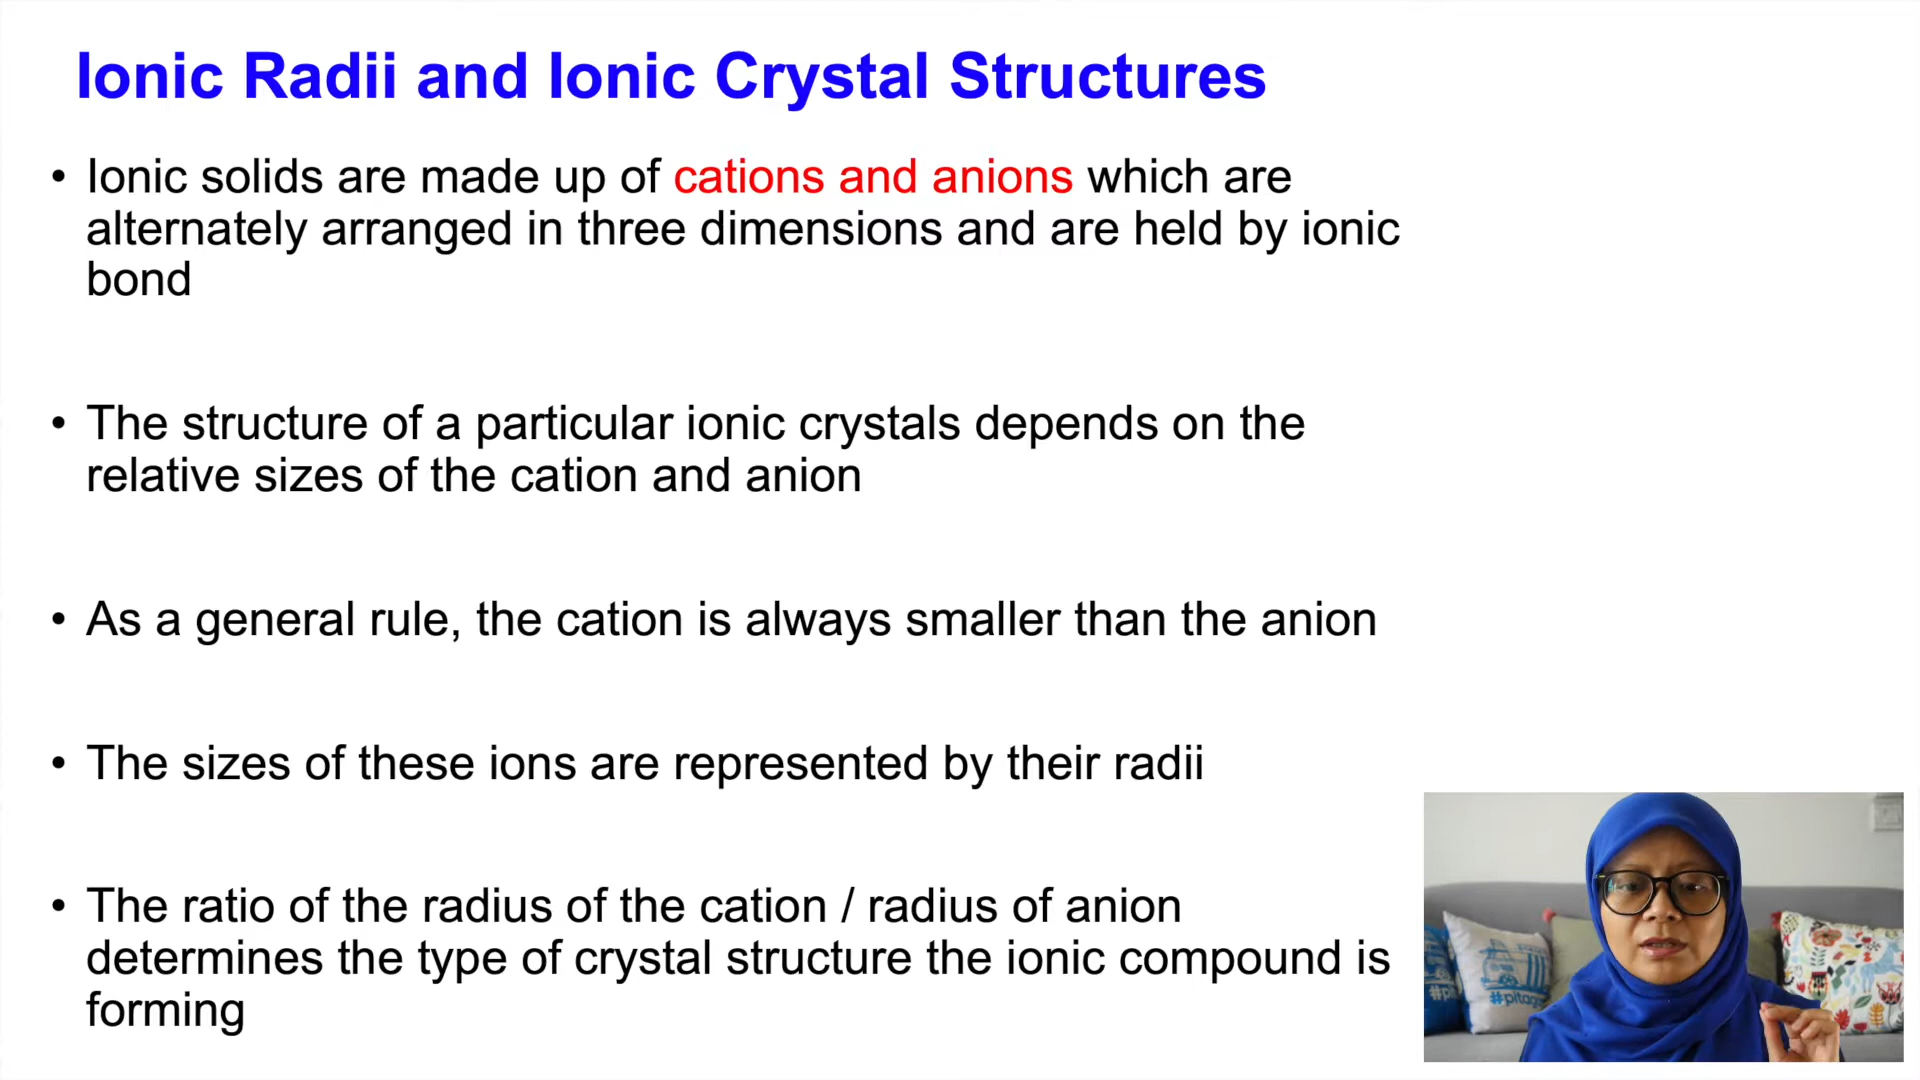 Ionic Radii and Ionic Crystal Structures
• Ionic solids are made up of cations and anions which are
alternately arranged in three dimensions and are held by ionic
bond
• The structure of a particular ionic crystals depends on the
relative sizes of the cation and anion
• As a general rule, the cation is always smaller than the anion
• The sizes of these ions are represented by their radii
• The ratio of the radius of the cation / radius of anion
determines the type of crystal structure the ionic compound is
forming